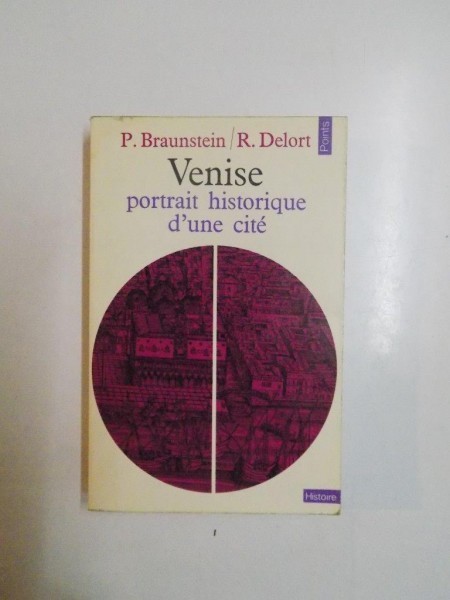 P. Braunstein / R. Delort
Points
Venise
portrait historique
d'une cité
Histoire